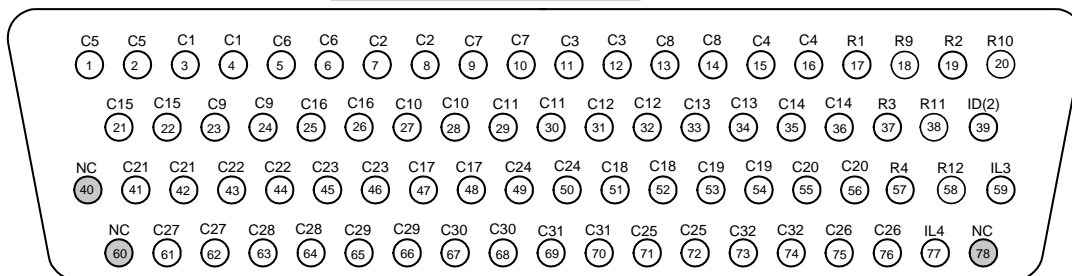 C5 C5 C1 C1 C6 C6 C2 C2 C7 C7 C3 C3 C8 C8 C4 C4 R1 R9 R2 R10
1 2 3 4 5 6 7 8 9 10 11 12 13 14 15 16 17 18 19 20
C15 C15 C9 C9 C16 C16 C10 C10 C11 C11 C12 C12 C13 C13 C14 C14 R3 R11 ID(2)
21 22 23 24 25 26 27 28 29 30 31 32 33 34 35 36 37 38 39
NC C21 C21 C22 C22 C23 C23 C17 C17 C24 C24 C18 C18 C19 C19 C20 C20 R4 R12 IL3
40 41 42 43 44 45 46 47 48 49 50 51 52 53 54 55 56 57 58 59
NC C27 C27 C28 C28 C29 C29 C30 C30 C31 C31 C25 C25 C32 C32 C26 C26 IL4 NC
60 61 62 63 64 65 66 67 68 69 70 71 72 73 74 75 76 77 78